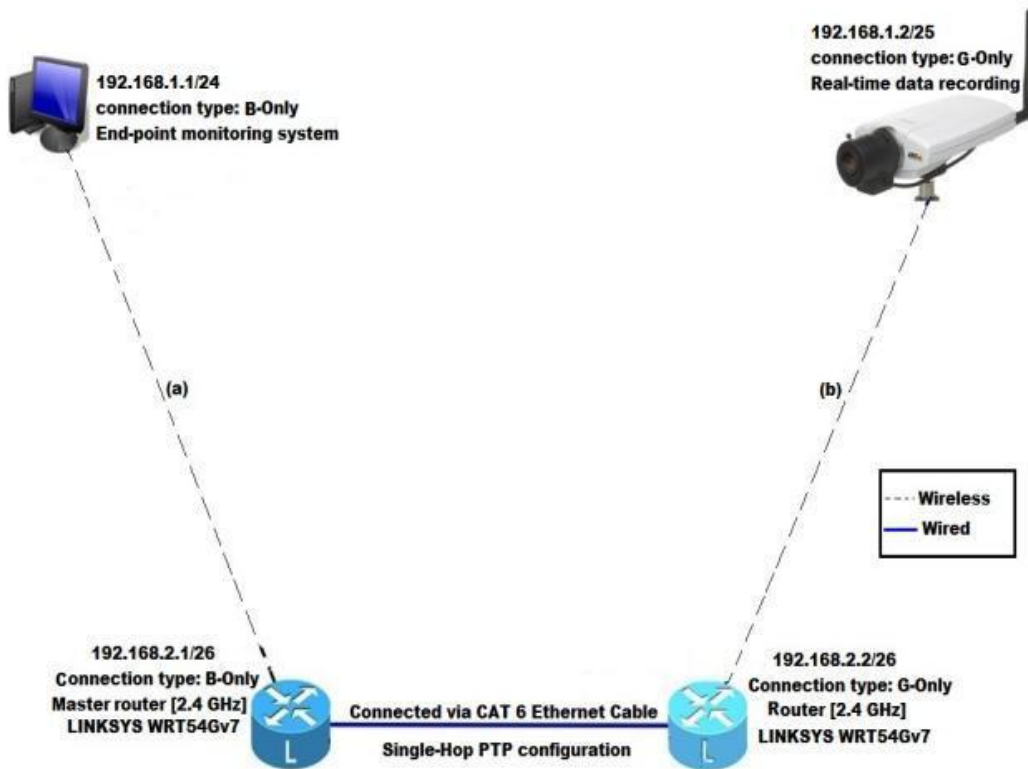 192.168.1.1/24
connection type: B-Only
End-point monitoring system
192.168.1.2/25
connection type: G-Only
Real-time data recording
(a)
(b)
Wireless
Wired
192.168.2.1/26
Connection type: B-Only
Master router [2.4 GHz]
LINKSYS WRT54Gv7
L
Connected via CAT 6 Ethernet Cable
Single-Hop PTP configuration
192.168.2.2/26
Connection type: G-Only
Router [2.4 GHz]
LINKSYS WRT54Gv7
L